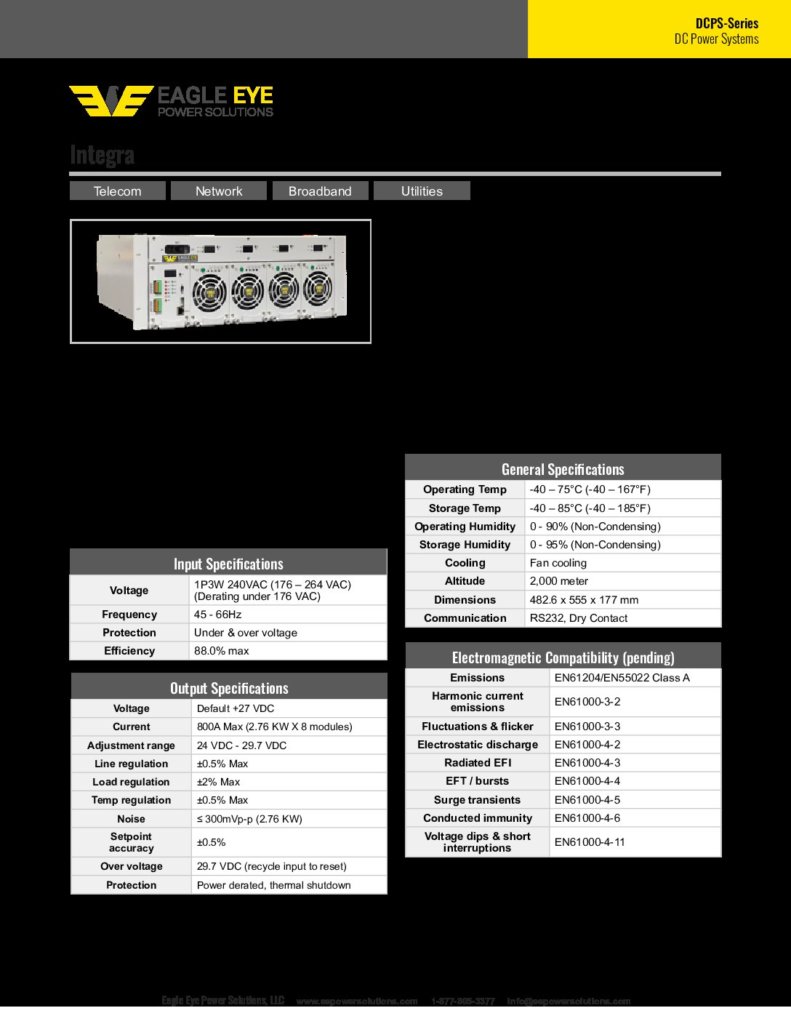 DCPS-Series
DC Power Systems
EAGLE EYE
POWER SOLUTIONS
Integra
Telecom Network Broadband Utilities
General Specifications
Operating Temp -40 – 75°C (-40 – 167°F)
Storage Temp -40 – 85°C (-40 – 185°F)
Operating Humidity 0 - 90% (Non-Condensing)
Storage Humidity 0 - 95% (Non-Condensing)
Cooling Fan cooling
Altitude 2,000 meter
Dimensions 482.6 x 555 x 177 mm
Communication RS232, Dry Contact
Input Specifications
Voltage 1P3W 240VAC (176 – 264 VAC)
(Derating under 176 VAC)
Frequency 45 - 66Hz
Protection Under & over voltage
Efficiency 88.0% max
Electromagnetic Compatibility (pending)
Emissions EN61204/EN55022 Class A
Harmonic current
emissions EN61000-3-2
Fluctuations & flicker EN61000-3-3
Electrostatic discharge EN61000-4-2
Radiated EFI EN61000-4-3
EFT / bursts EN61000-4-4
Surge transients EN61000-4-5
Conducted immunity EN61000-4-6
Voltage dips & short
interruptions EN61000-4-11
Output Specifications
Voltage Default +27 VDC
Current 800A Max (2.76 KW X 8 modules)
Adjustment range 24 VDC - 29.7 VDC
Line regulation ±0.5% Max
Load regulation ±2% Max
Temp regulation ±0.5% Max
Noise ≤ 300mVp-p (2.76 KW)
Setpoint
accuracy ±0.5%
Over voltage 29.7 VDC (recycle input to reset)
Protection Power derated, thermal shutdown
Eagle Eye Power Solutions, LLC www.eepowersolutions.com 1-877-805-3377 info@eepowersolutions.com